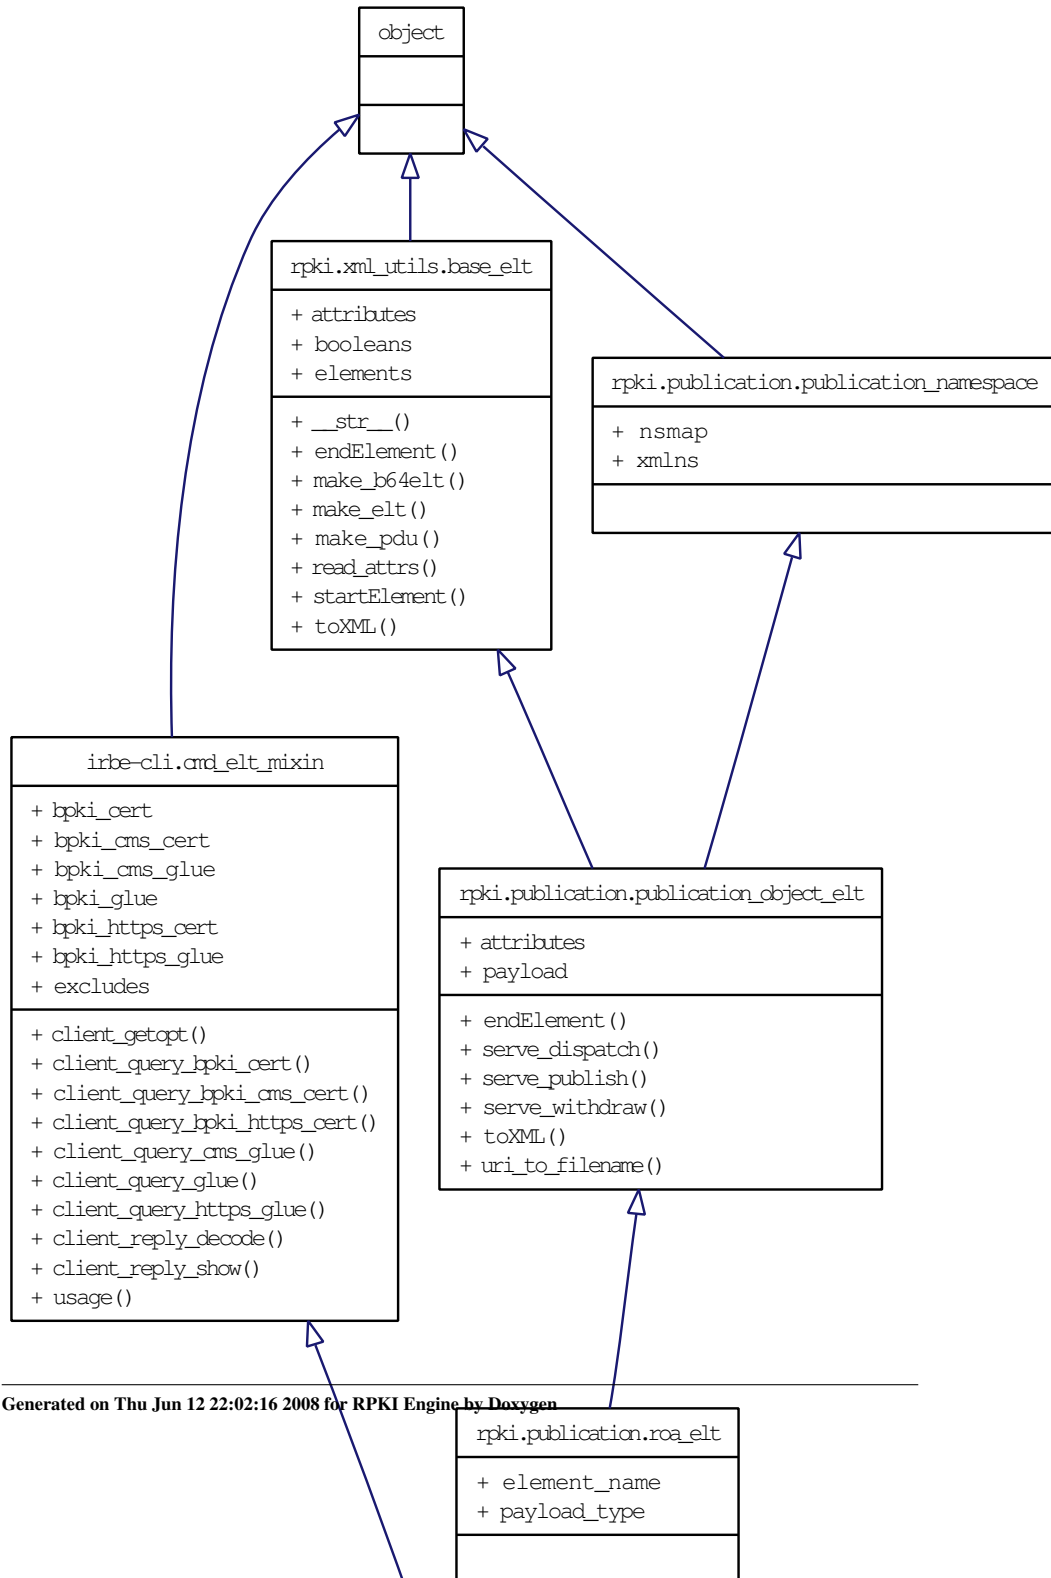 object
rpki.xml_utils.base_elt
+ attributes
+ booleans
+ elements
+ __str__()
+ endElement()
+ make_b64elt()
+ make_elt()
+ make_pdu()
+ read_attrs()
+ startElement()
+ toXML()
rpki.publication.publication_namespace
+ nsmap
+ xmlns
irbe-cli.cmd_elt_mixin
+ bpki_cert
+ bpki_cms_cert
+ bpki_cms_glue
+ bpki_glue
+ bpki_https_cert
+ bpki_https_glue
+ excludes
+ client_getopt()
+ client_query_bpki_cert()
+ client_query_bpki_cms_cert()
+ client_query_bpki_https_cert()
+ client_query_cms_glue()
+ client_query_glue()
+ client_query_https_glue()
+ client_reply_decode()
+ client_reply_show()
+ usage()
rpki.publication.publication_object_elt
+ attributes
+ payload
+ endElement()
+ serve_dispatch()
+ serve_publish()
+ serve_withdraw()
+ toXML()
+ uri_to_filename()
Generated on Thu Jun 12 22:02:16 2008 for RPKI Engine by Doxygen
rpki.publication.roa_elt
+ element_name
+ payload_type